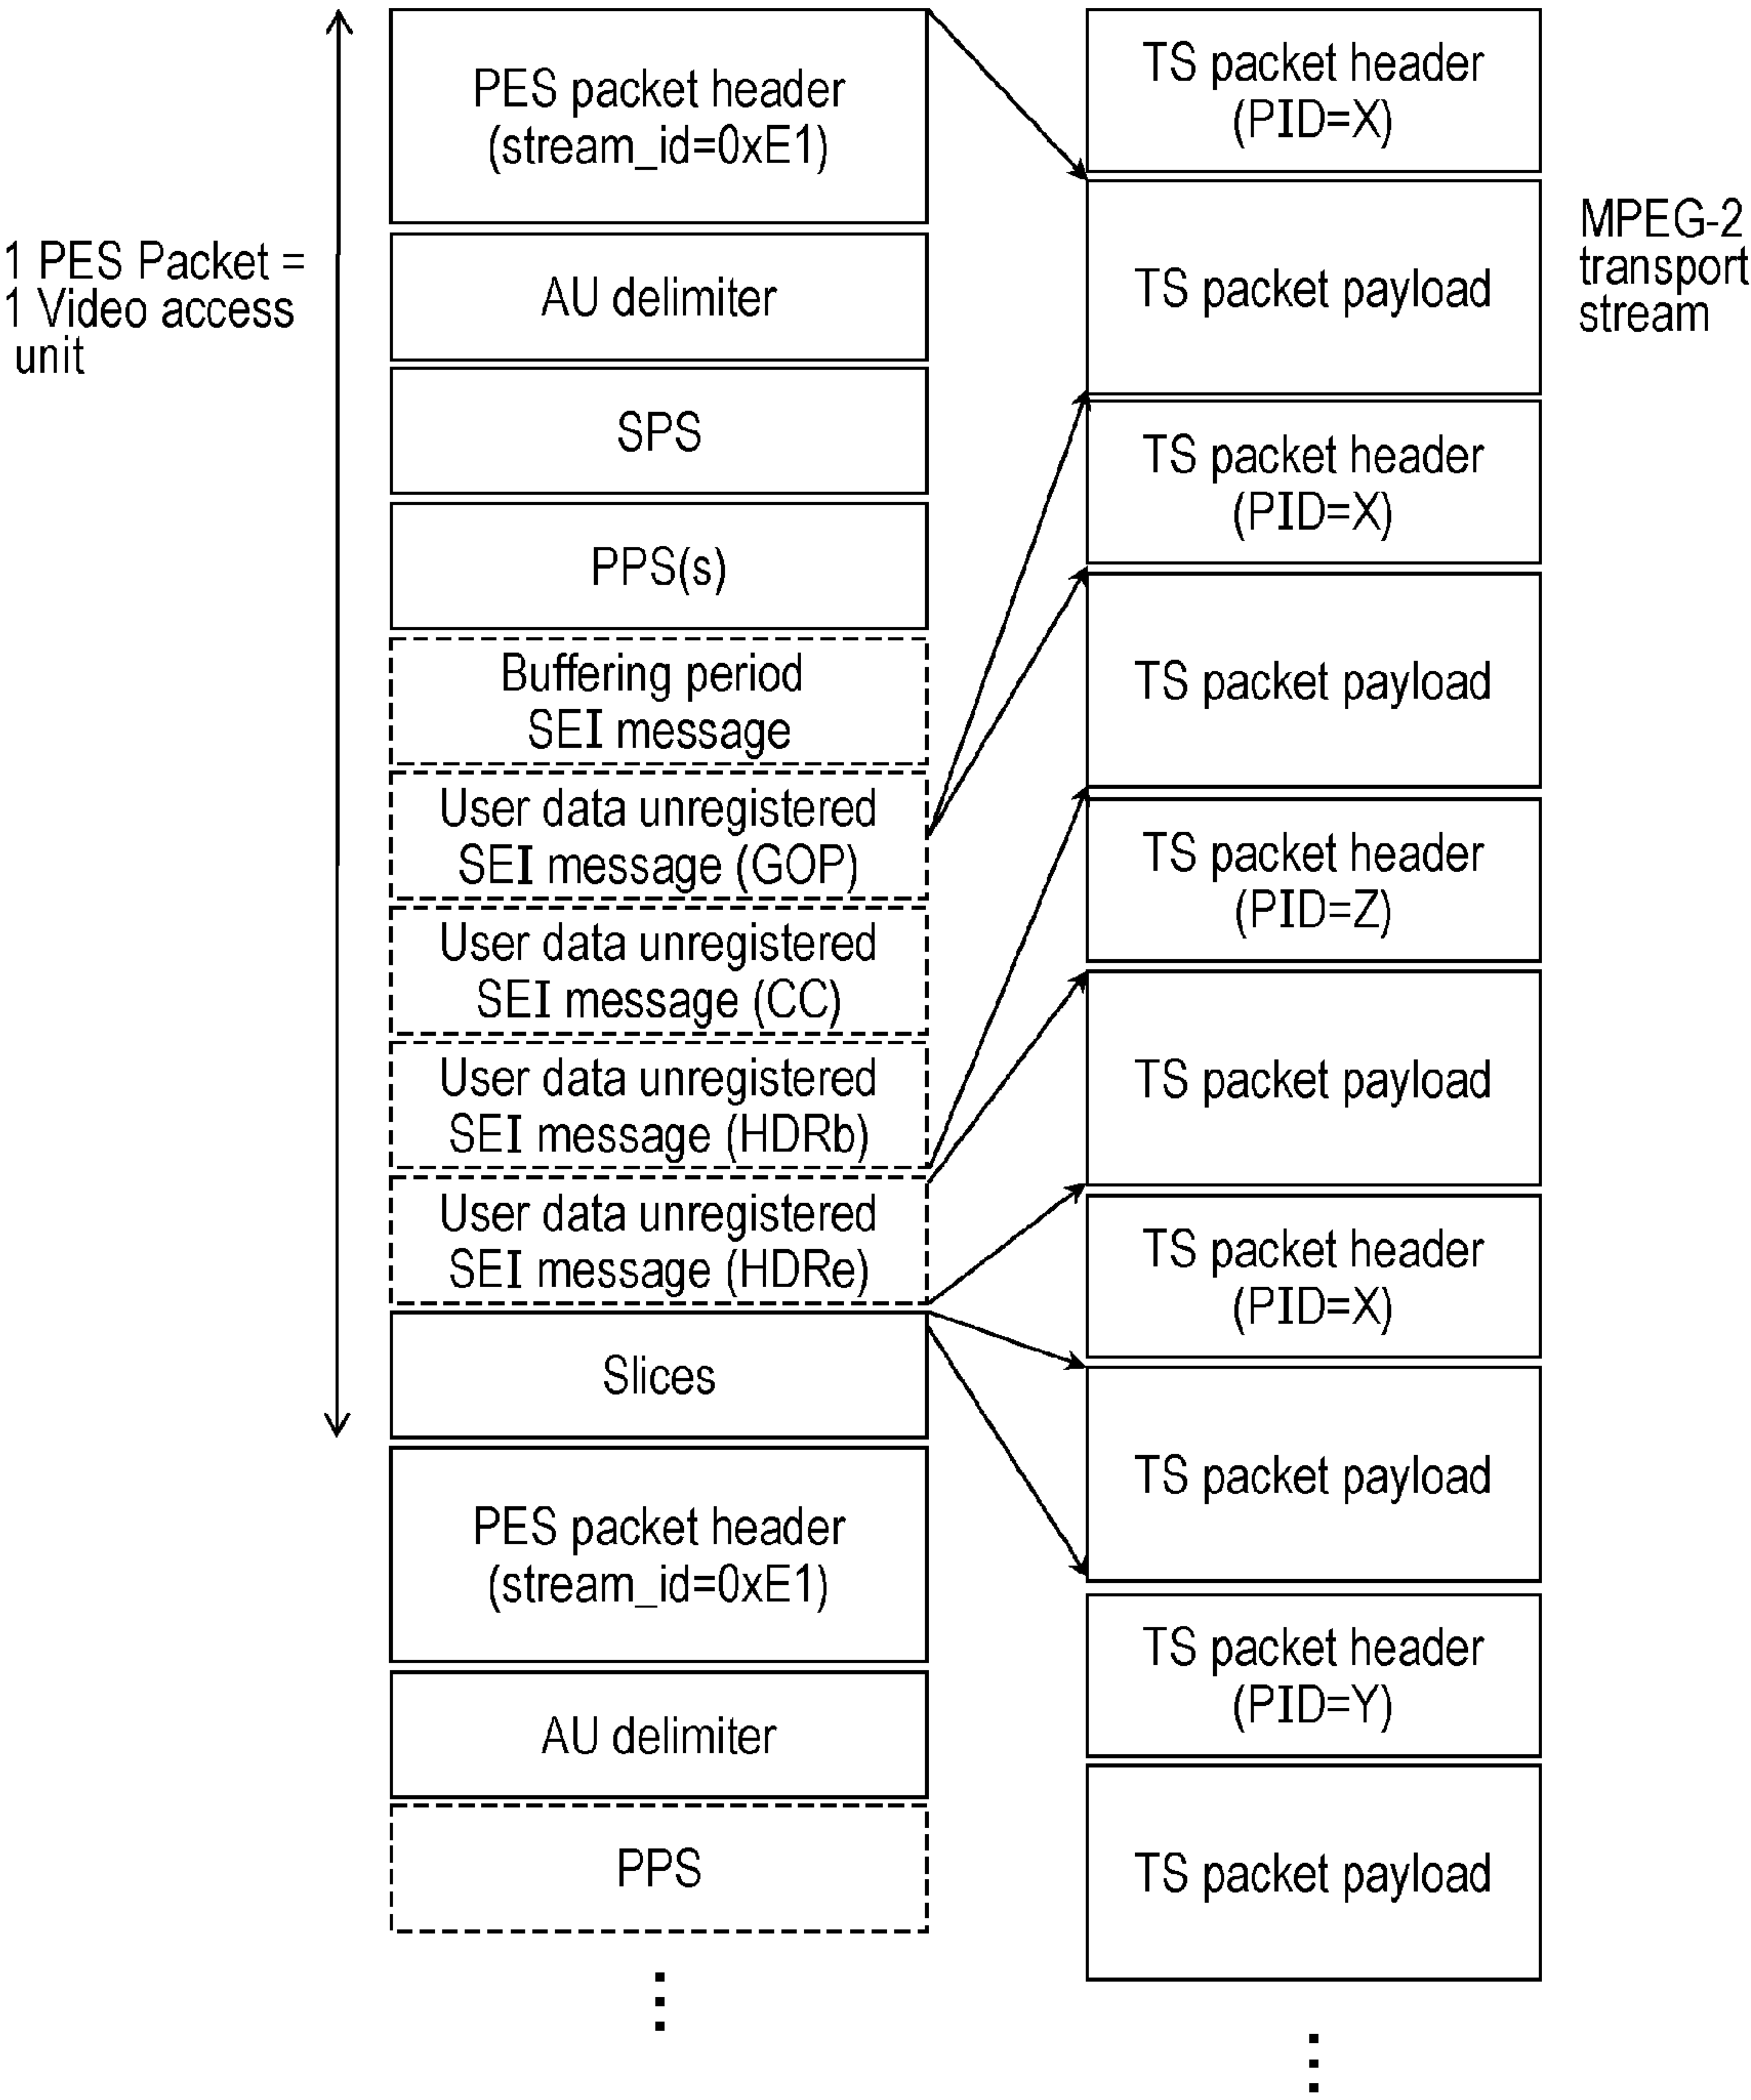 1 PES Packet =
1 Video access
unit
PES packet header
(stream_id=0xE1)
AU delimiter
SPS
PPS(s)
Buffering period
SEI message
User data unregistered
SEI message (GOP)
User data unregistered
SEI message (CC)
User data unregistered
SEI message (HDRb)
User data unregistered
SEI message (HDRe)
Slices
PES packet header
(stream_id=0xE1)
AU delimiter
PPS
TS packet header
(PID=X)
TS packet payload
TS packet header
(PID=X)
TS packet payload
TS packet header
(PID=Z)
TS packet payload
TS packet header
(PID=X)
TS packet payload
TS packet header
(PID=Y)
TS packet payload
MPEG-2
transport
stream